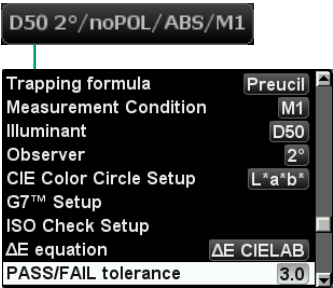 D50 2°/noPOL/ABS/M1
Trapping formula Preucil
Measurement Condition M1
Illuminant D50
Observer 2°
CIE Color Circle Setup L*a*b*
G7™ Setup
ISO Check Setup
ΔE equation ΔE CIELAB
PASS/FAIL tolerance 3.0